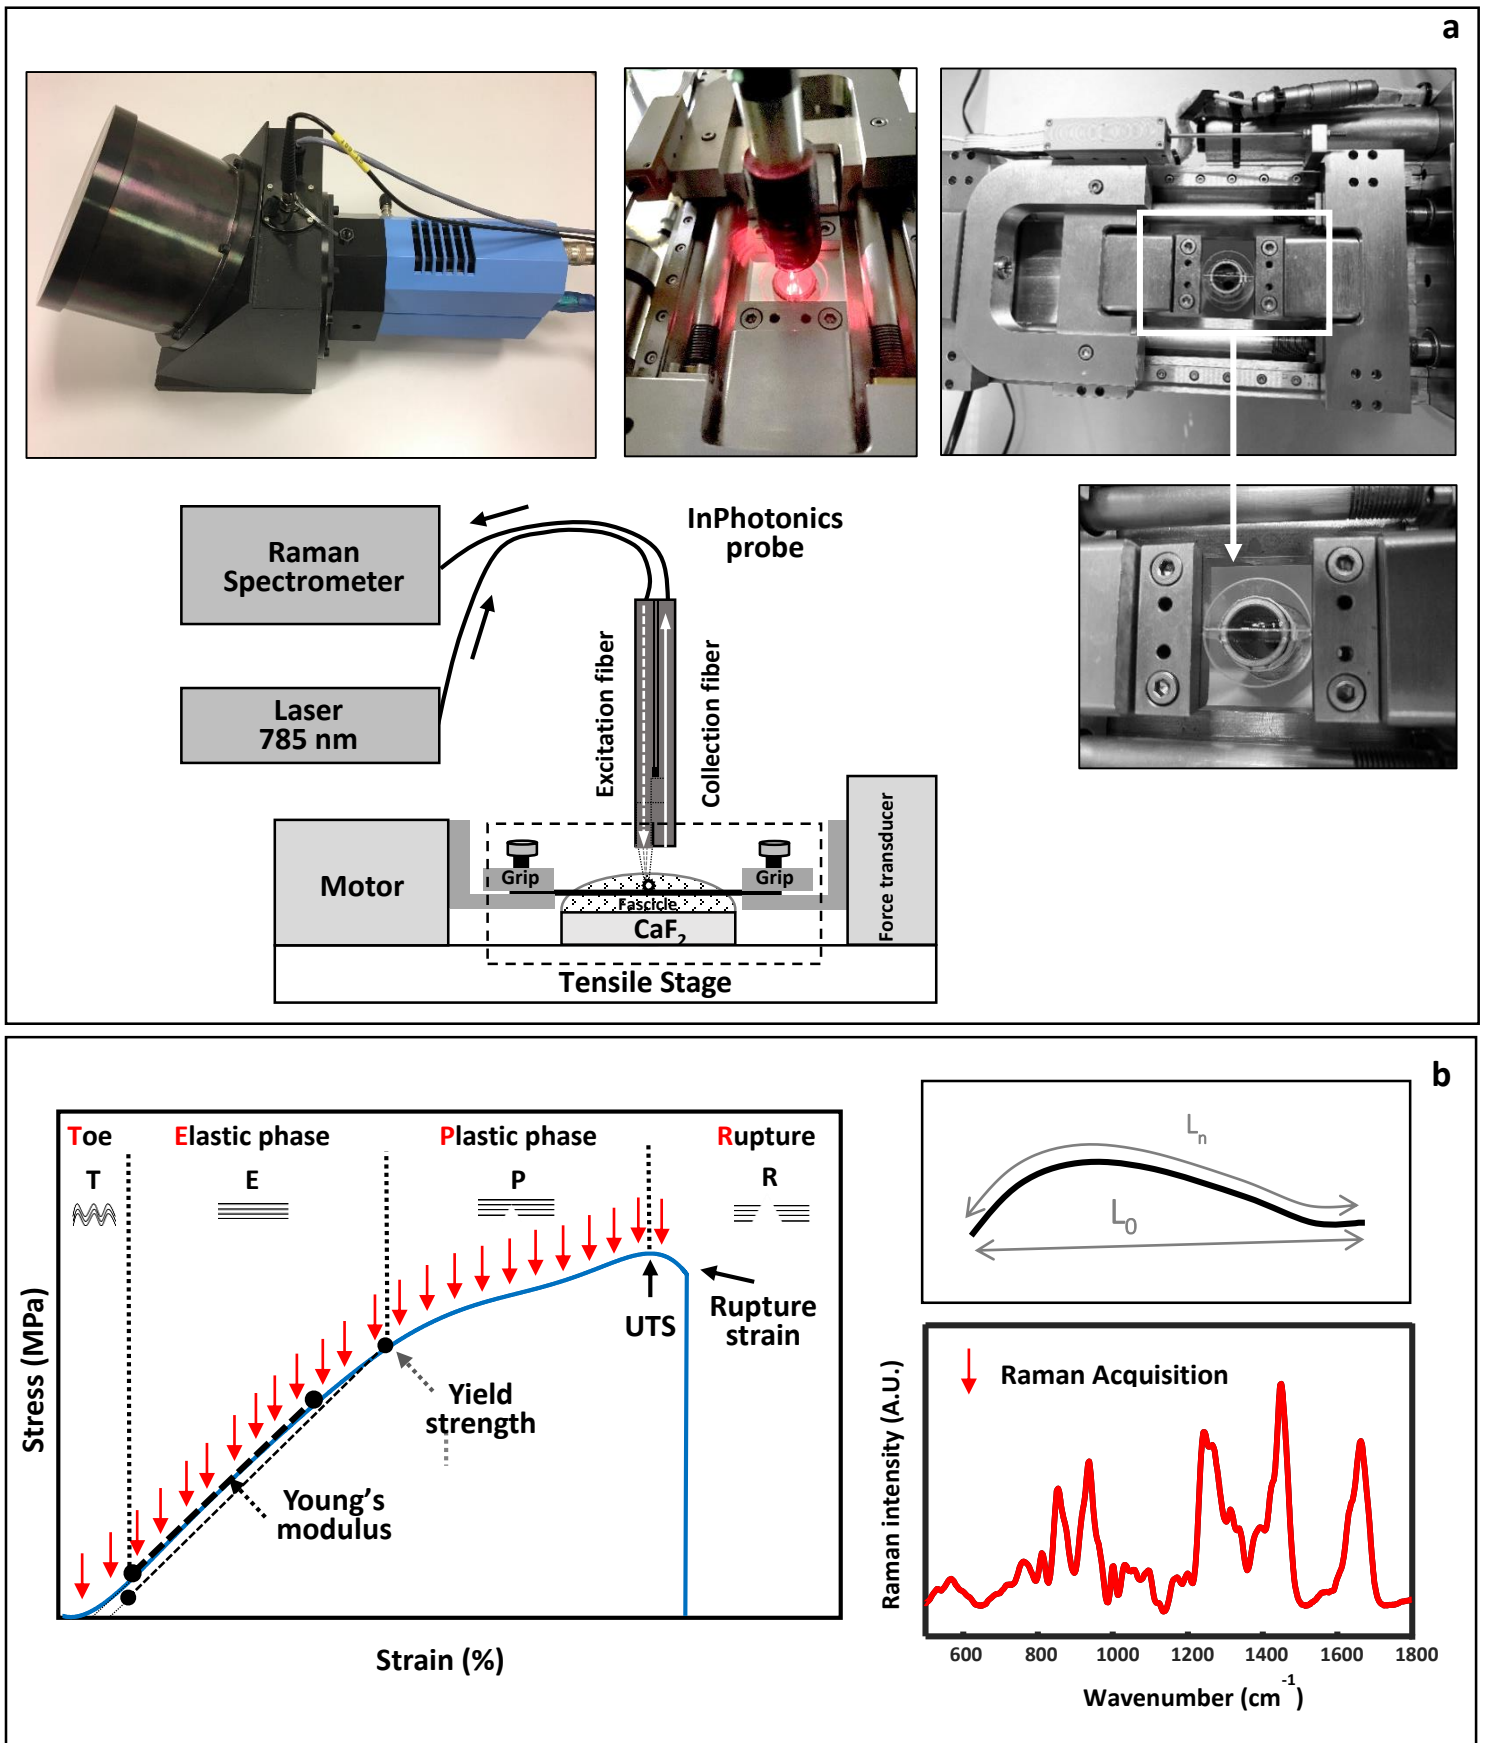 a
Raman
Spectrometer
InPhotonics
probe
Laser
785 nm
Excitation fiber
Collection fiber
Motor
Grip
Grip
Fascicle
CaF2
Force transducer
Tensile Stage
b
Toe
Elastic phase
Plastic phase
Rupture
T
E
P
R
UTS
Rupture
strain
Yield
strength
Young’s
modulus
Stress (MPa)
Strain (%)
Ln
L0
Raman Acquisition
Raman intensity (A.U.)
600 800 1000 1200 1400 1600 1800
Wavenumber (cm-1)